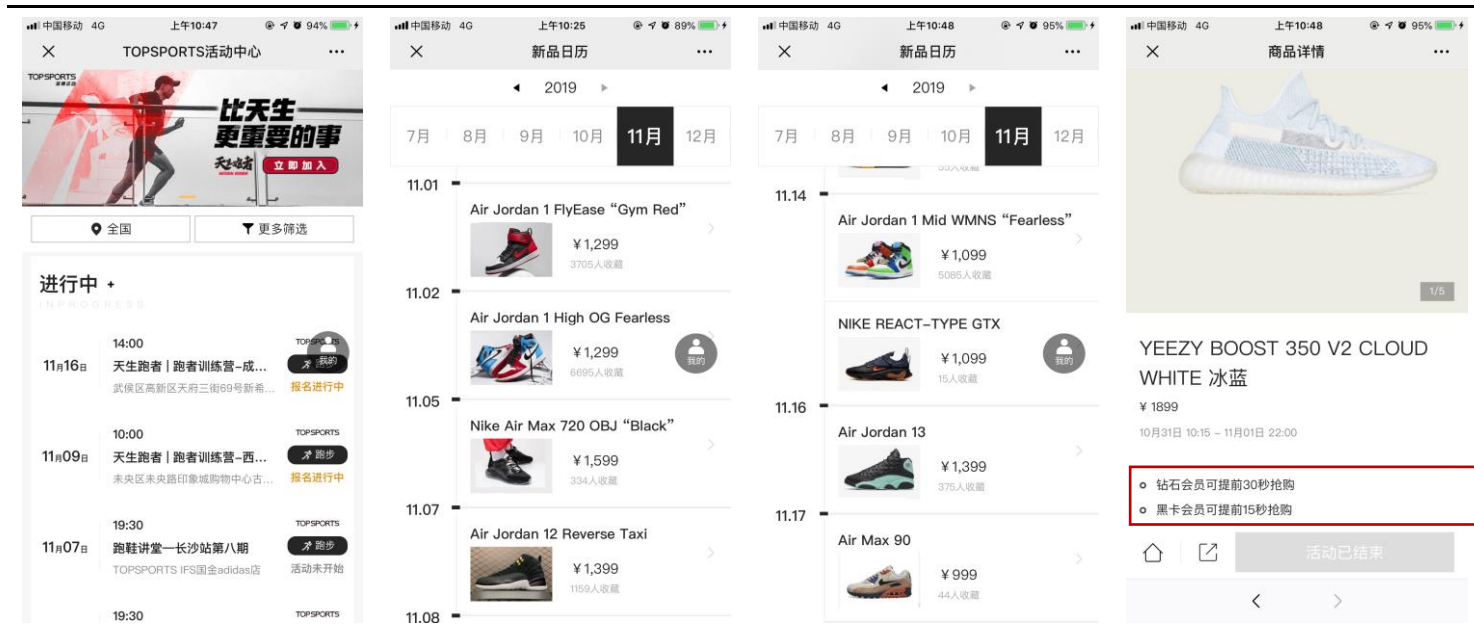 中国移动 4G 上午10:47 94%
TOPSPORTS活动中心
TOPSPORTS
比天生
更重要的事
天生跑者
立即加入
全国
更多筛选
进行中 +
INPROGRESS
14:00
11月16日
天生跑者 | 跑者训练营-成...
武侯区高新区天府三街69号新希...
我的
报名进行中
10:00 TOPSPORTS
11月09日
天生跑者 | 跑者训练营-西...
跑步
未央区未央路印象城购物中心古...
报名进行中
19:30 TOPSPORTS
11月07日
跑鞋讲堂—长沙站第八期
跑步
TOPSPORTS IFS国金adidas店
活动未开始
19:30 TOPSPORTS
中国移动 4G 上午10:25 89%
新品日历
2019
7月 8月 9月 10月 11月 12月
11.01
Air Jordan 1 FlyEase “Gym Red”
¥1,299
3705人收藏
11.02
Air Jordan 1 High OG Fearless
¥1,299
6695人收藏
我的
11.05
Nike Air Max 720 OBJ “Black”
¥1,599
334人收藏
11.07
Air Jordan 12 Reverse Taxi
¥1,399
1159人收藏
11.08
中国移动 4G 上午10:48 95%
新品日历
2019
7月 8月 9月 10月 11月 12月
11.14
Air Jordan 1 Mid WMNS “Fearless”
¥1,099
5085人收藏
NIKE REACT-TYPE GTX
¥1,099
15人收藏
我的
11.16
Air Jordan 13
¥1,399
375人收藏
11.17
Air Max 90
¥999
44人收藏
中国移动 4G 上午10:48 95%
商品详情
1/5
YEEZY BOOST 350 V2 CLOUD
WHITE 冰蓝
¥ 1899
10月31日 10:15 - 11月01日 22:00
钻石会员可提前30秒抢购
黑卡会员可提前15秒抢购
活动已结束